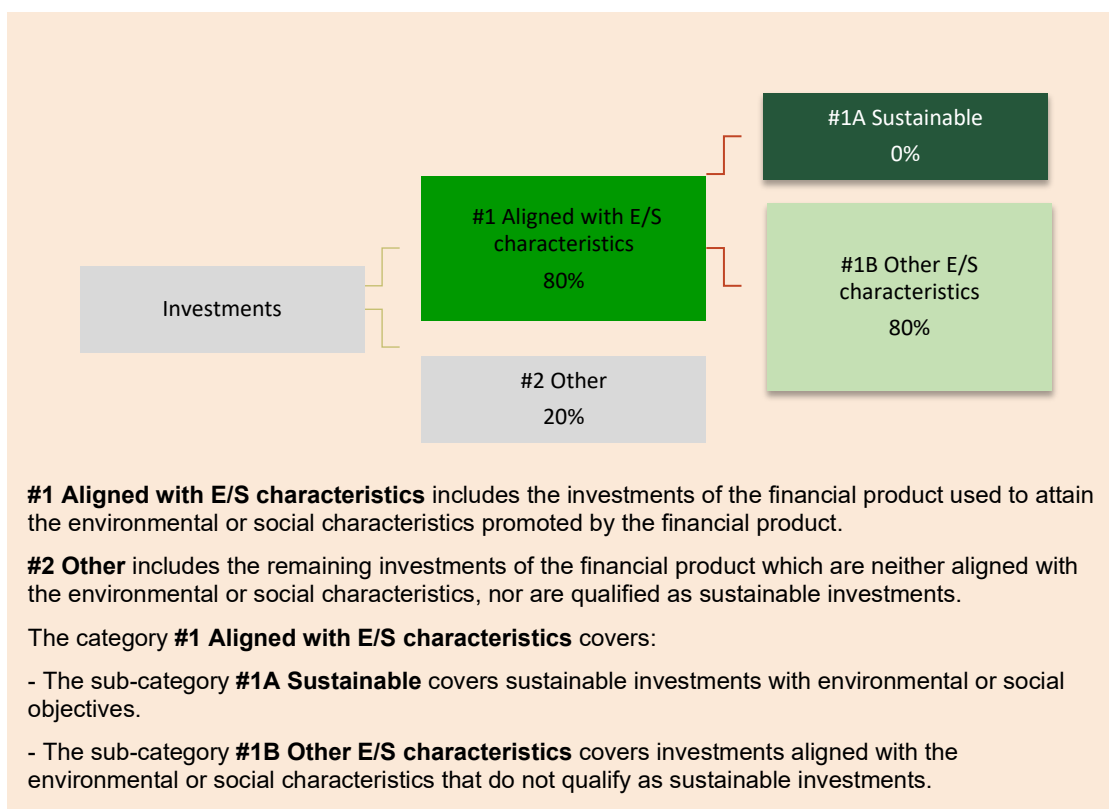 #1A Sustainable
0%
#1 Aligned with E/S
characteristics
80%
#1B Other E/S
characteristics
80%
Investments
#2 Other
20%
#1 Aligned with E/S characteristics includes the investments of the financial product used to attain
the environmental or social characteristics promoted by the financial product.
#2 Other includes the remaining investments of the financial product which are neither aligned with
the environmental or social characteristics, nor are qualified as sustainable investments.
The category #1 Aligned with E/S characteristics covers:
- The sub-category #1A Sustainable covers sustainable investments with environmental or social
objectives.
- The sub-category #1B Other E/S characteristics covers investments aligned with the
environmental or social characteristics that do not qualify as sustainable investments.